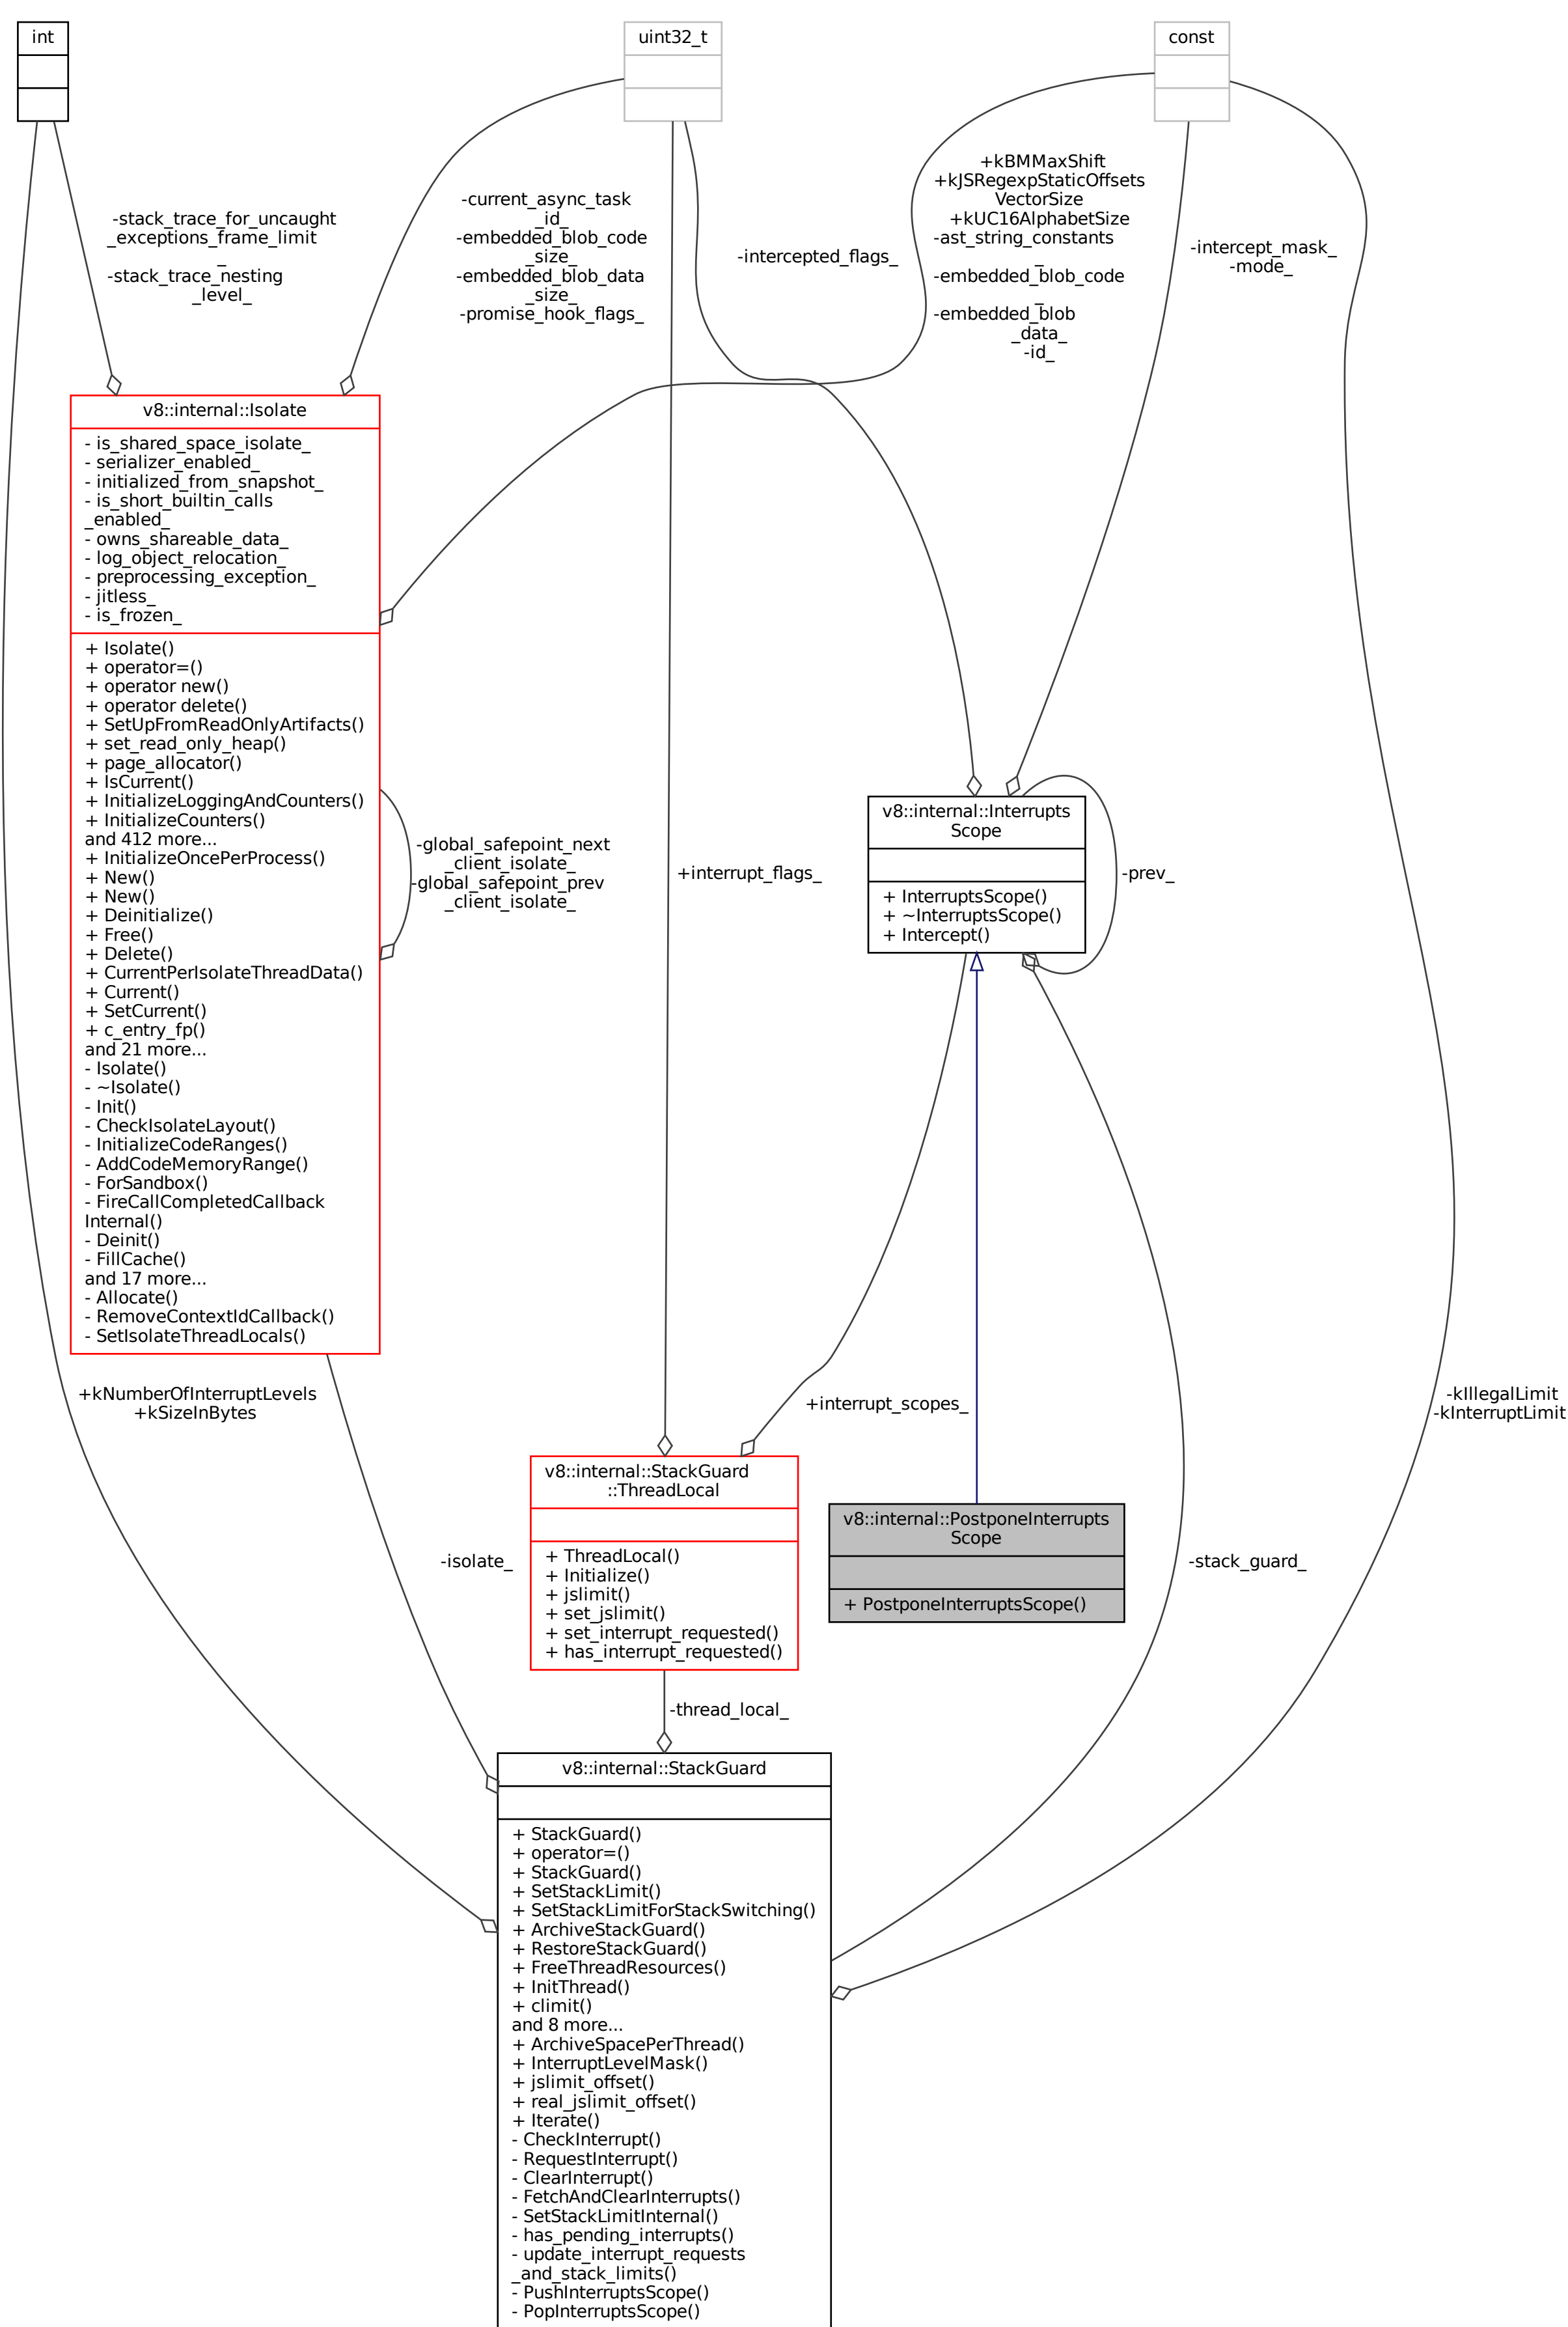 int
uint32_t
const
+kBMMaxShift
+kJSRegexpStaticOffsets
VectorSize
+kUC16AlphabetSize
-ast_string_constants
_
-embedded_blob_code
_
-embedded_blob
_data_
-id_
-current_async_task
_id_
-embedded_blob_code
_size_
-embedded_blob_data
_size_
-promise_hook_flags_
-stack_trace_for_uncaught
_exceptions_frame_limit
_
-stack_trace_nesting
_level_
-intercepted_flags_
-intercept_mask_
-mode_
v8::internal::Isolate
- is_shared_space_isolate_
- serializer_enabled_
- initialized_from_snapshot_
- is_short_builtin_calls
_enabled_
- owns_shareable_data_
- log_object_relocation_
- preprocessing_exception_
- jitless_
- is_frozen_
+ Isolate()
+ operator=()
+ operator new()
+ operator delete()
+ SetUpFromReadOnlyArtifacts()
+ set_read_only_heap()
+ page_allocator()
+ IsCurrent()
+ InitializeLoggingAndCounters()
+ InitializeCounters()
and 412 more...
+ InitializeOncePerProcess()
+ New()
+ New()
+ Deinitialize()
+ Free()
+ Delete()
+ CurrentPerIsolateThreadData()
+ Current()
+ SetCurrent()
+ c_entry_fp()
and 21 more...
- Isolate()
- ~Isolate()
- Init()
- CheckIsolateLayout()
- InitializeCodeRanges()
- AddCodeMemoryRange()
- ForSandbox()
- FireCallCompletedCallback
Internal()
- Deinit()
- FillCache()
and 17 more...
- Allocate()
- RemoveContextIdCallback()
- SetIsolateThreadLocals()
-global_safepoint_next
_client_isolate_
-global_safepoint_prev
_client_isolate_
+interrupt_flags_
v8::internal::Interrupts
Scope
+ InterruptsScope()
+ ~InterruptsScope()
+ Intercept()
-prev_
+kNumberOfInterruptLevels
+kSizeInBytes
+interrupt_scopes_
-kIllegalLimit
-kInterruptLimit
-isolate_
v8::internal::StackGuard
::ThreadLocal
+ ThreadLocal()
+ Initialize()
+ jslimit()
+ set_jslimit()
+ set_interrupt_requested()
+ has_interrupt_requested()
v8::internal::PostponeInterrupts
Scope
+ PostponeInterruptsScope()
-stack_guard_
-thread_local_
v8::internal::StackGuard
+ StackGuard()
+ operator=()
+ StackGuard()
+ SetStackLimit()
+ SetStackLimitForStackSwitching()
+ ArchiveStackGuard()
+ RestoreStackGuard()
+ FreeThreadResources()
+ InitThread()
+ climit()
and 8 more...
+ ArchiveSpacePerThread()
+ InterruptLevelMask()
+ jslimit_offset()
+ real_jslimit_offset()
+ Iterate()
- CheckInterrupt()
- RequestInterrupt()
- ClearInterrupt()
- FetchAndClearInterrupts()
- SetStackLimitInternal()
- has_pending_interrupts()
- update_interrupt_requests
_and_stack_limits()
- PushInterruptsScope()
- PopInterruptsScope()